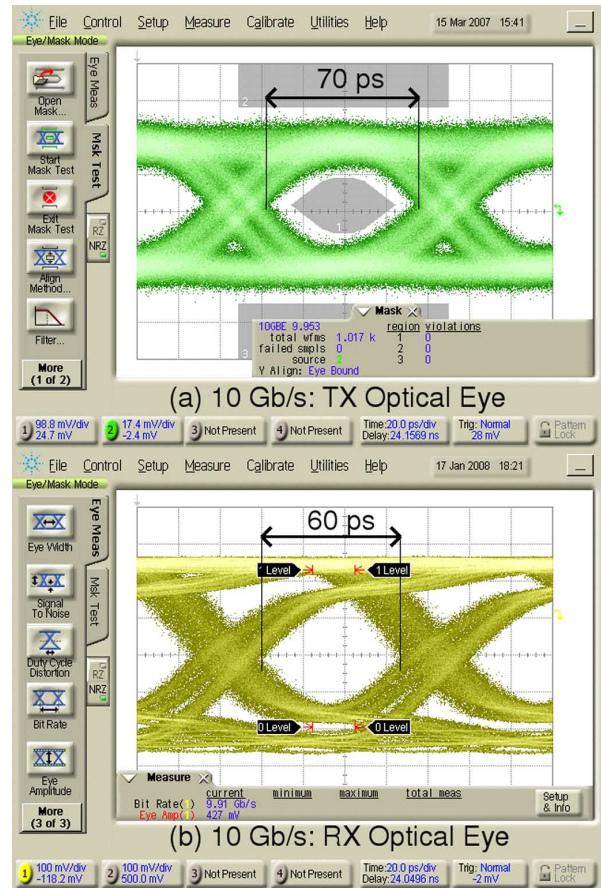 File Control Setup Measure Calibrate Utilities Help 15 Mar 2007 15:41
Eye/Mask Mode
Eye Meas
Msk Test
Open
Mask...
Start
Mask Test
Exit
Mask Test
RZ
NRZ
Align
Method...
Filter...
More
(1 of 2)
70 ps
2
1
3
Mask
10GBE 9.953
total wfms 1.017 k
failed smpls 0
source 2
Y Align: Eye Bound
region violations
1 0
2 0
3 0
(a) 10 Gb/s: TX Optical Eye
1) 98.8 mV/div 24.7 mV
2) 17.4 mV/div -2.4 mV
3) Not Present
4) Not Present
Time:20.0 ps/div Delay:24.1569 ns
Trig: Normal 28 mV
Pattern Lock
File Control Setup Measure Calibrate Utilities Help 17 Jan 2008 18:21
Eye/Mask Mode
Eye Meas
Msk Test
Eye Width
Signal
To Noise
Duty Cycle
Distortion
RZ
NRZ
Bit Rate
Eye
Amplitude
More
(3 of 3)
60 ps
1 Level
1 Level
0 Level
0 Level
Measure
current minimum maximum total meas
Bit Rate(1) 9.91 Gb/s
Eye Amp(1) 427 mV
Setup
& Info
(b) 10 Gb/s: RX Optical Eye
1) 100 mV/div -118.2 mV
2) 100 mV/div 500.0 mV
3) Not Present
4) Not Present
Time:20.0 ps/div Delay:24.0496 ns
Trig: Normal -2 mV
Pattern Lock